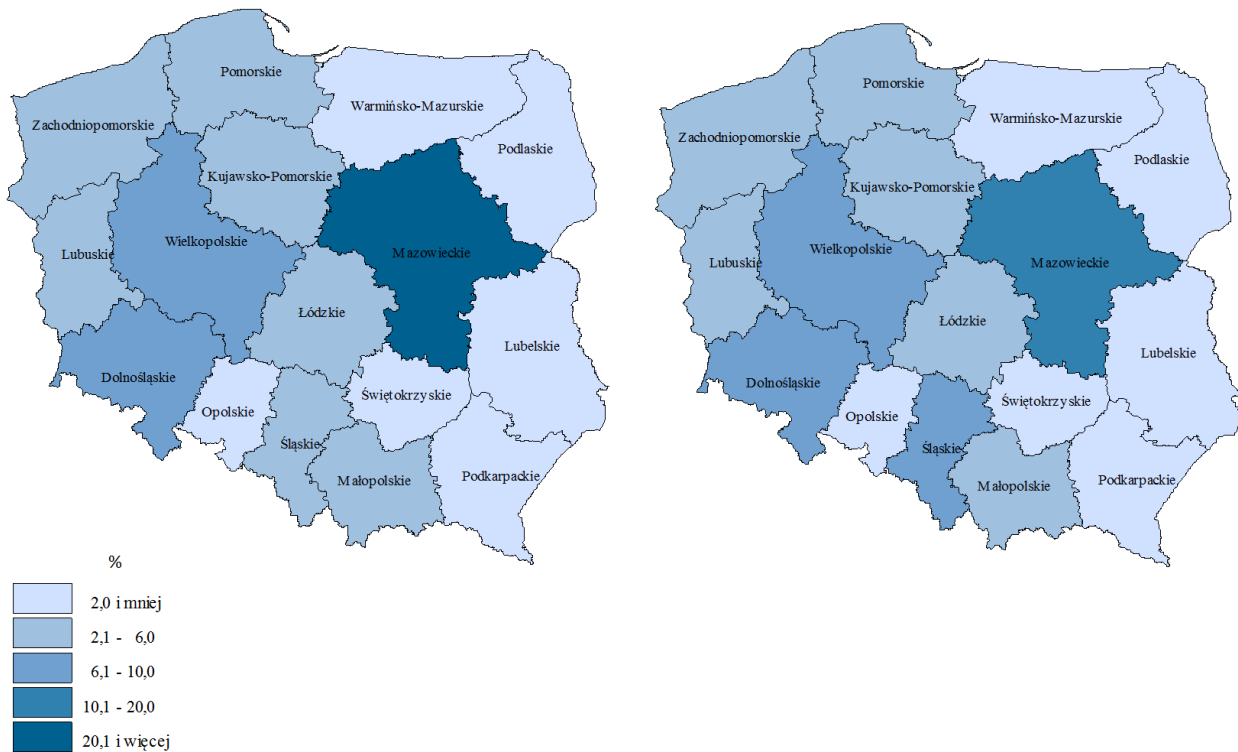 Pomorskie
Warmińsko-Mazurskie
Zachodniopomorskie
Podlaskie
Kujawsko-Pomorskie
Wielkopolskie
Lubuskie
Mazowieckie
Łódzkie
Lubelskie
Dolnośląskie
Świętokrzyskie
Opolskie
Śląskie
Małopolskie
Podkarpackie
Pomorskie
Warmińsko-Mazurskie
Zachodniopomorskie
Podlaskie
Kujawsko-Pomorskie
Wielkopolskie
Lubuskie
Mazowieckie
Łódzkie
Lubelskie
Dolnośląskie
Świętokrzyskie
Opolskie
Śląskie
Małopolskie
Podkarpackie
%
2,0 i mniej
2,1 - 6,0
6,1 - 10,0
10,1 - 20,0
20,1 i więcej